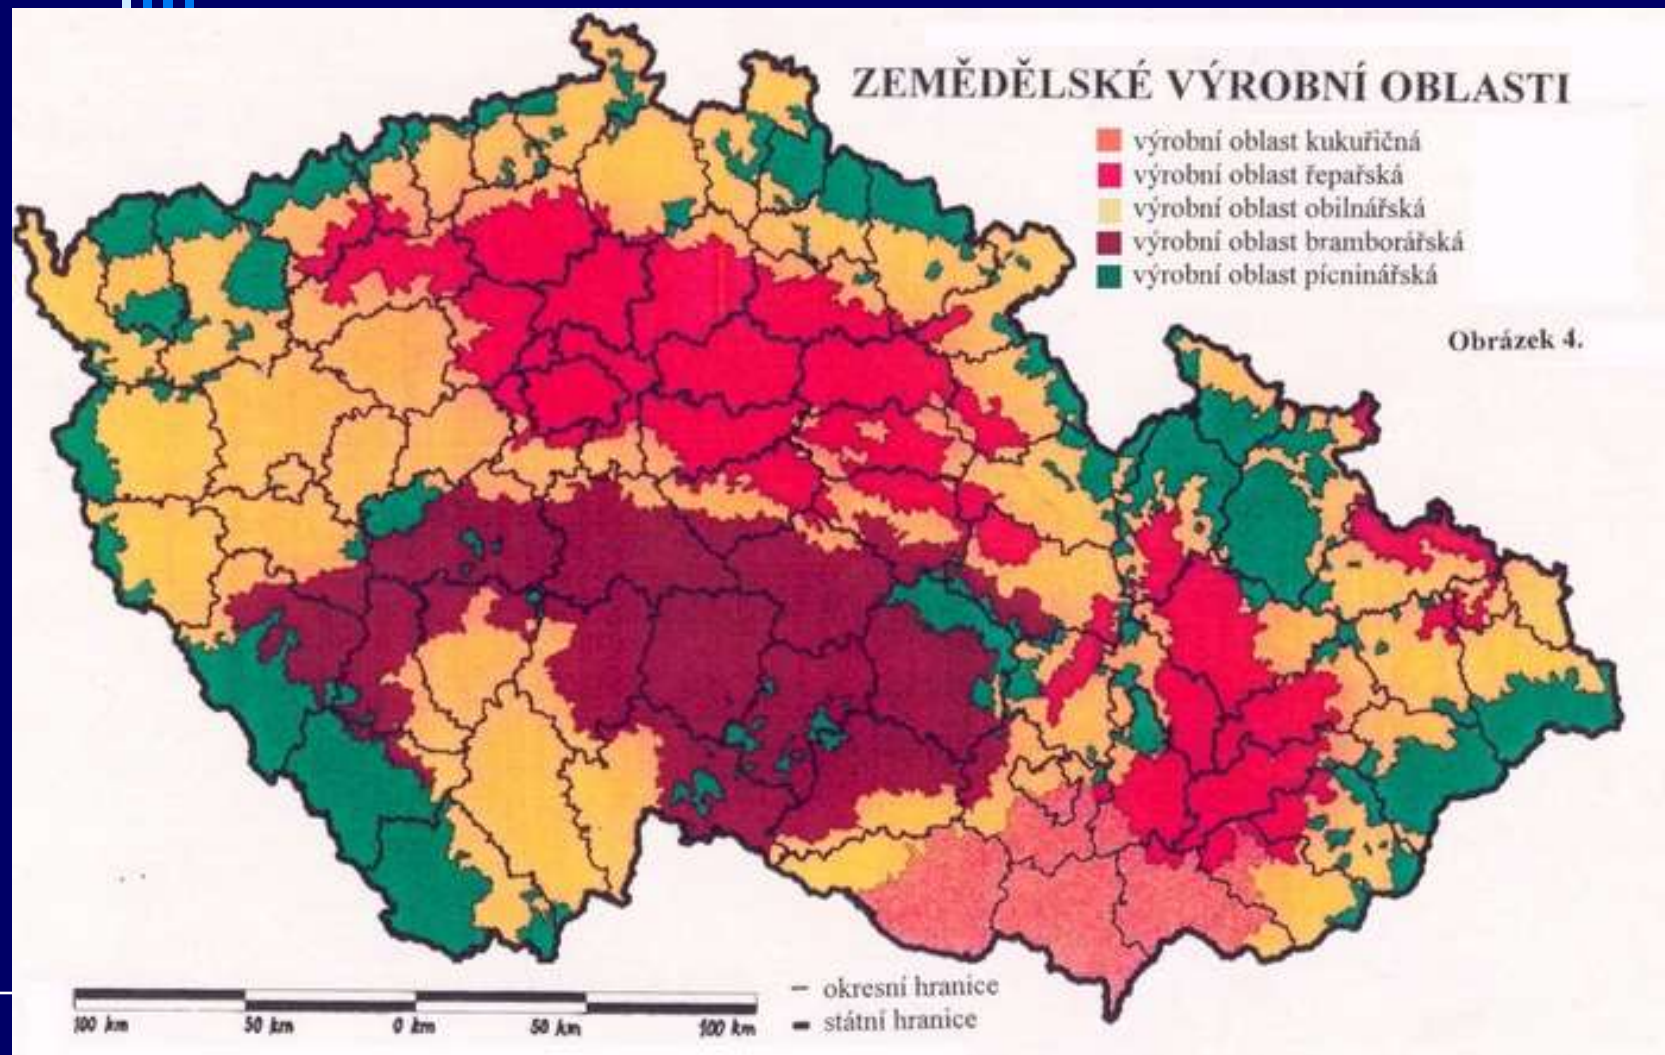 ZEMĚDĚLSKÉ VÝROBNÍ OBLASTI
výrobní oblast kukuřičná
výrobní oblast řepařská
výrobní oblast obilnářská
výrobní oblast bramborářská
výrobní oblast pícninářská
Obrázek 4.
okresní hranice
státní hranice
100 km 50 km 0 km 50 km 100 km